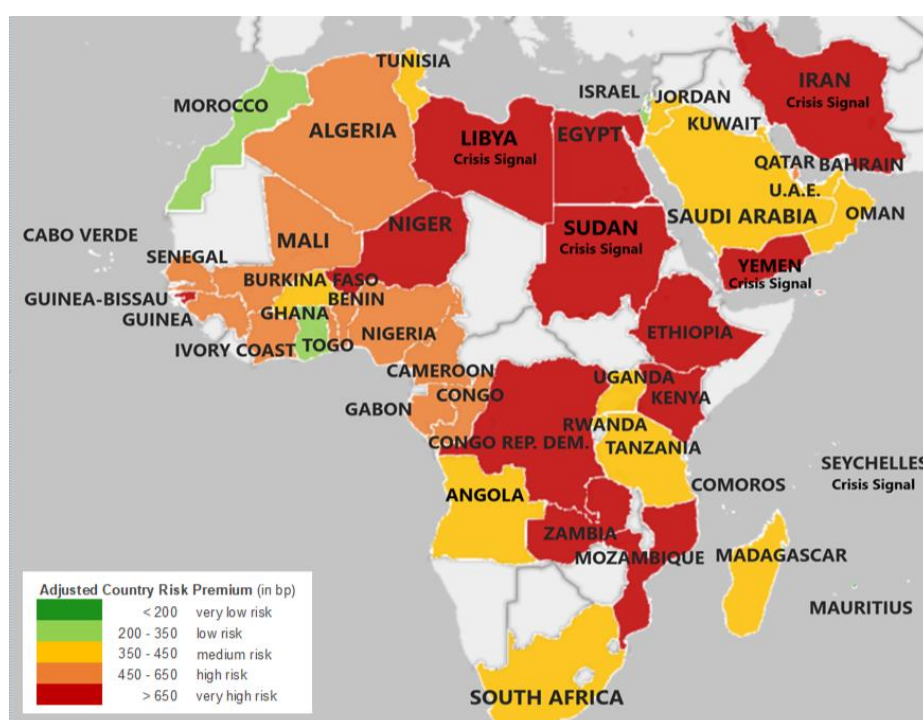 TUNISIA
MOROCCO
ALGERIA
LIBYA
Crisis Signal
EGYPT
ISRAEL
JORDAN
KUWAIT
IRAN
Crisis Signal
QATAR
BAHRAIN
U.A.E.
SAUDI ARABIA
OMAN
CABO VERDE
SENEGAL
MALI
NIGER
SUDAN
Crisis Signal
YEMEN
Crisis Signal
GUINEA-BISSAU
GUINEA
BURKINA FASO
BENIN
GHANA
IVORY COAST
TOGO
NIGERIA
ETHIOPIA
CAMEROON
CONGO
GABON
CONGO REP. DEM.
UGANDA
KENYA
RWANDA
TANZANIA
SEYCHELLES
Crisis Signal
COMOROS
ANGOLA
ZAMBIA
MOZAMBIQUE
MADAGASCAR
MAURITIUS
SOUTH AFRICA
Adjusted Country Risk Premium (in bp)
< 200 very low risk
200 - 350 low risk
350 - 450 medium risk
450 - 650 high risk
> 650 very high risk